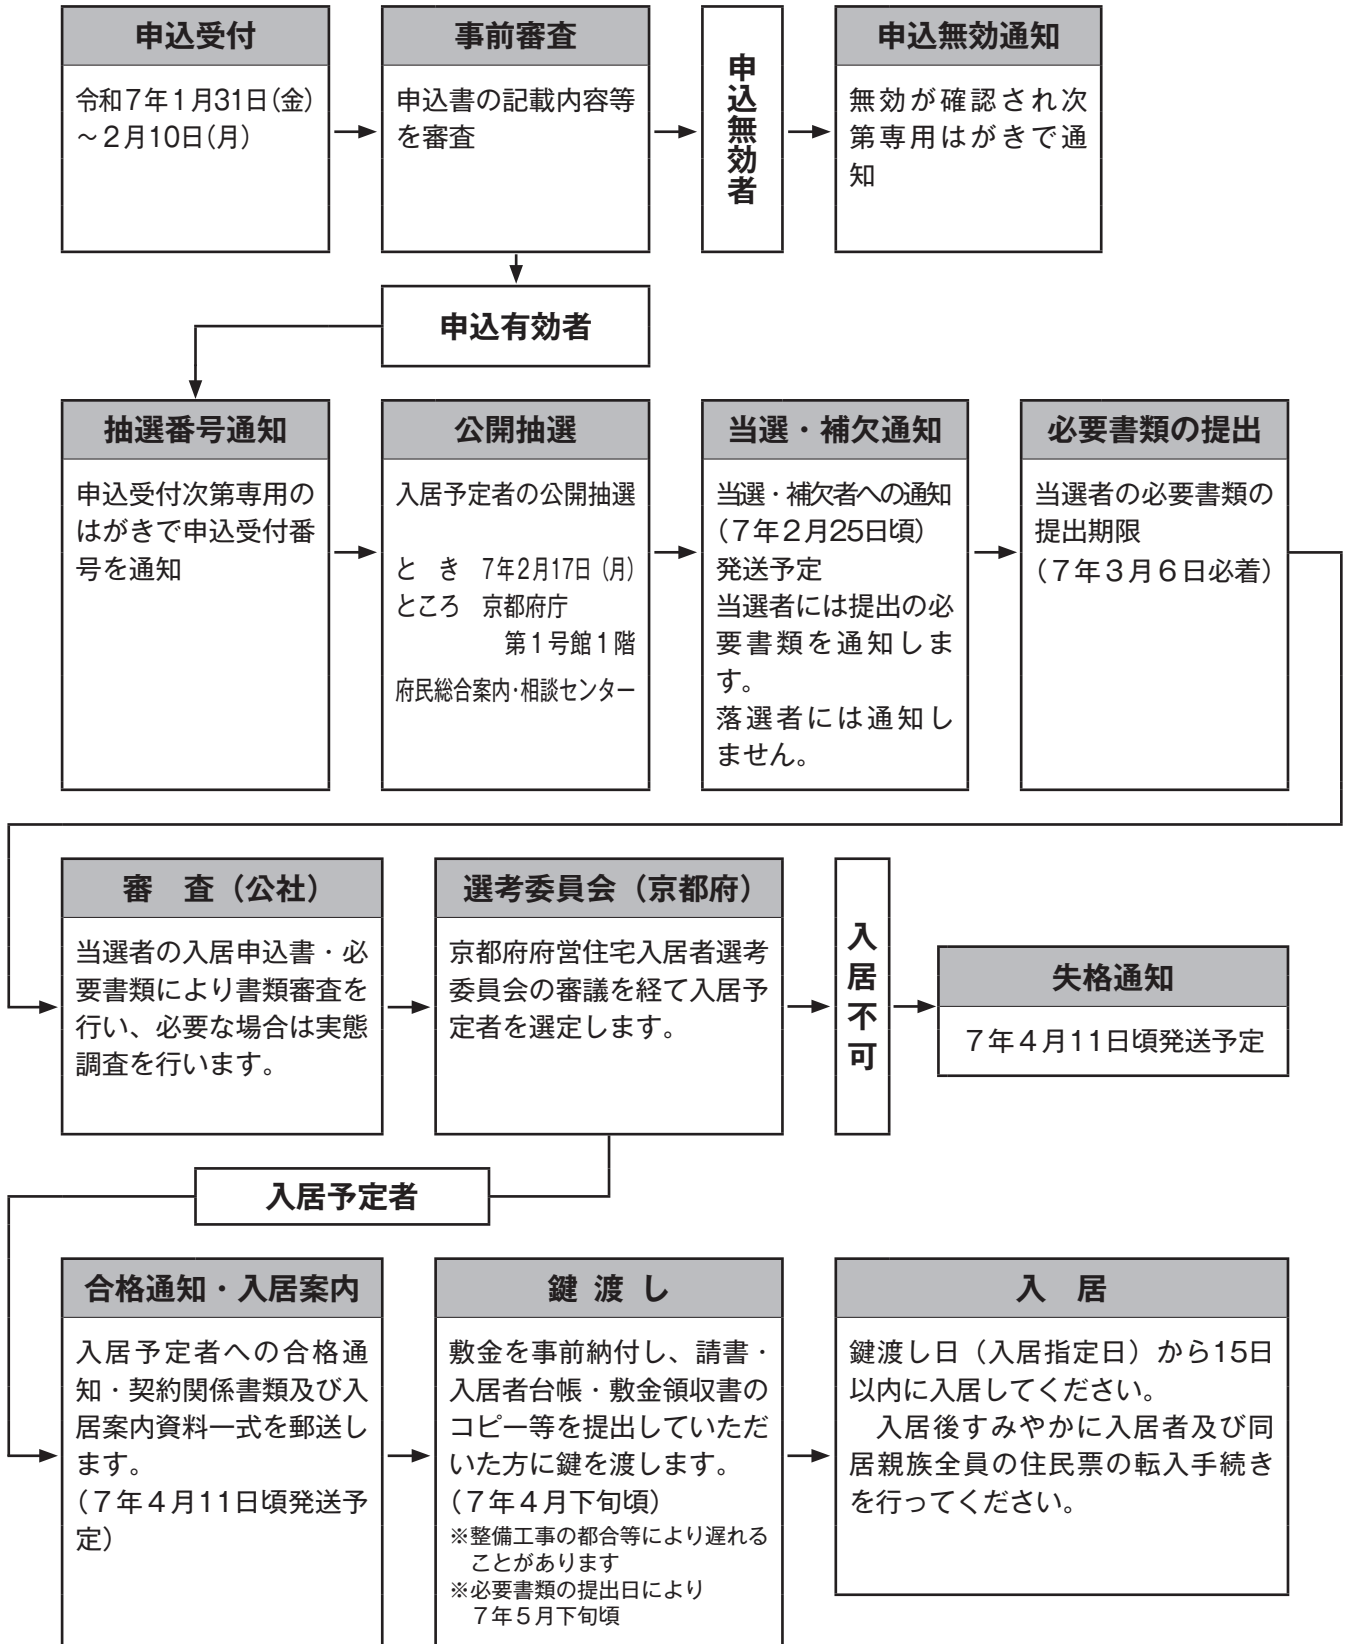 申込受付
令和７年１月31日(金)
～２月10日(月)
事前審査
申込書の記載内容等
を審査
申込無効者
申込無効通知
無効が確認され次
第専用はがきで通
知
申込有効者
抽選番号通知
申込受付次第専用の
はがきで申込受付番
号を通知
公開抽選
入居予定者の公開抽選
と　き　7年2月17日（月）
ところ　京都府庁
第１号館１階
府民総合案内･相談センター
当選・補欠通知
当選・補欠者への通知
（７年２月25日頃）
発送予定
当選者には提出の必
要書類を通知しま
す。
落選者には通知し
ません。
必要書類の提出
当選者の必要書類の
提出期限
（７年３月６日必着）
審　査（公社）
当選者の入居申込書・必
要書類により書類審査を
行い、必要な場合は実態
調査を行います。
選考委員会（京都府）
京都府府営住宅入居者選考
委員会の審議を経て入居予
定者を選定します。
入居不可
失格通知
７年４月11日頃発送予定
入居予定者
合格通知・入居案内
入居予定者への合格通
知・契約関係書類及び入
居案内資料一式を郵送し
ます。
（７年４月11日頃発送予
定）
鍵 渡 し
敷金を事前納付し、請書・
入居者台帳・敷金領収書の
コピー等を提出していただ
いた方に鍵を渡します。
（７年４月下旬頃）
※整備工事の都合等により遅れる
ことがあります
※必要書類の提出日により
７年５月下旬頃
入　居
鍵渡し日（入居指定日）から15日
以内に入居してください。
　入居後すみやかに入居者及び同
居親族全員の住民票の転入手続き
を行ってください。